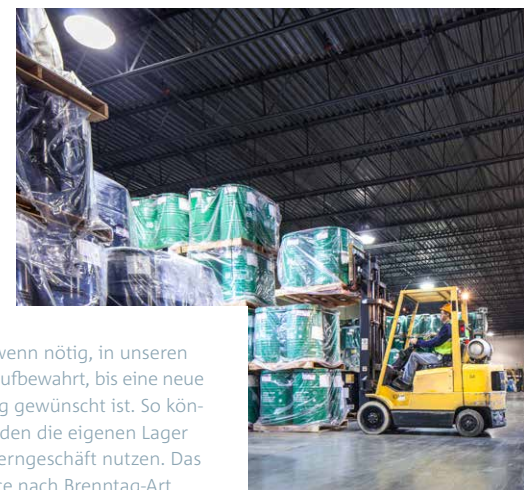 wenn nötig, in unseren
ufbewahrt, bis eine neue
g gewünscht ist. So kön-
den die eigenen Lager
erngeschäft nutzen. Das
te nach Brenntag-Art